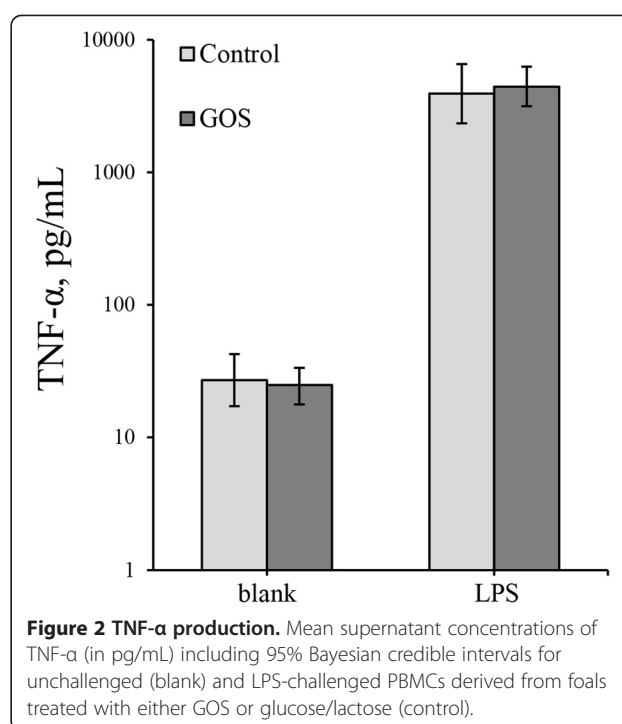 10000
Control
GOS
1000
100
10
1
TNF-α, pg/mL
blank LPS
Figure 2 TNF-α production. Mean supernatant concentrations of
TNF-α (in pg/mL) including 95% Bayesian credible intervals for
unchallenged (blank) and LPS-challenged PBMCs derived from foals
treated with either GOS or glucose/lactose (control).